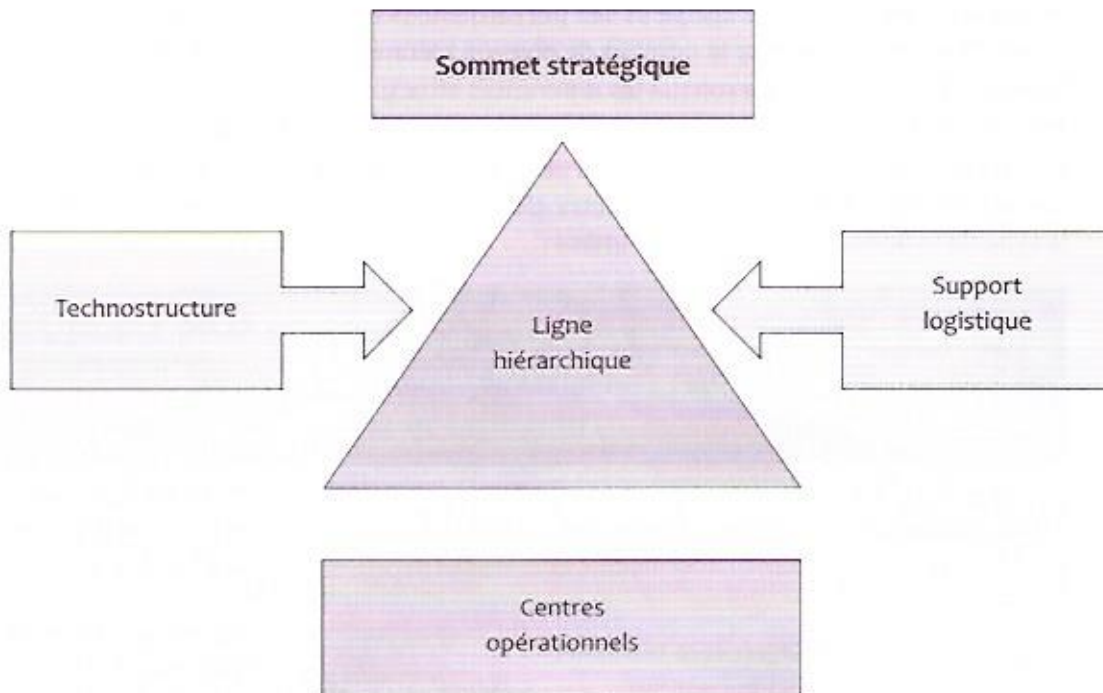 Sommet stratégique
Technostructure
Ligne
hiérarchique
Support
logistique
Centres
opérationnels